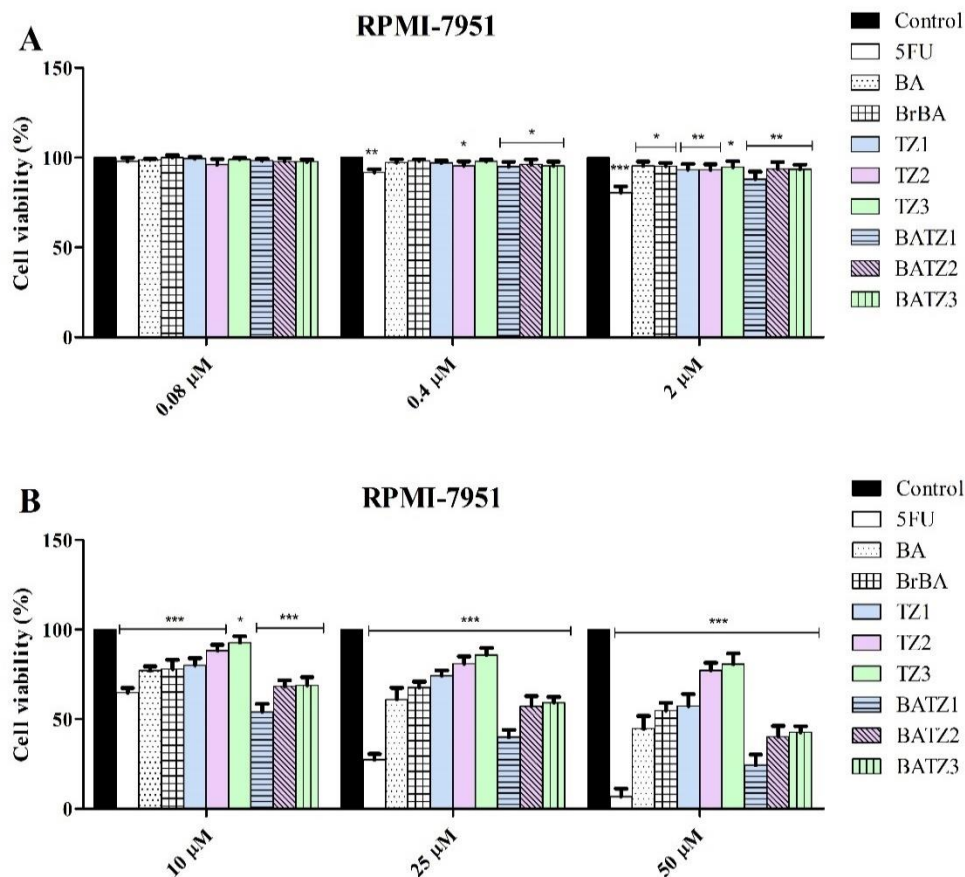 A
RPMI-7951
Cell viability (%)
150
100
50
0
**
*
*
***
*
**
*
**
0.08 µM
0.4 µM
2 µM
Control
5FU
BA
BrBA
TZ1
TZ2
TZ3
BATZ1
BATZ2
BATZ3
B
RPMI-7951
Cell viability (%)
150
100
50
0
***
*
***
***
***
10 µM
25 µM
50 µM
Control
5FU
BA
BrBA
TZ1
TZ2
TZ3
BATZ1
BATZ2
BATZ3